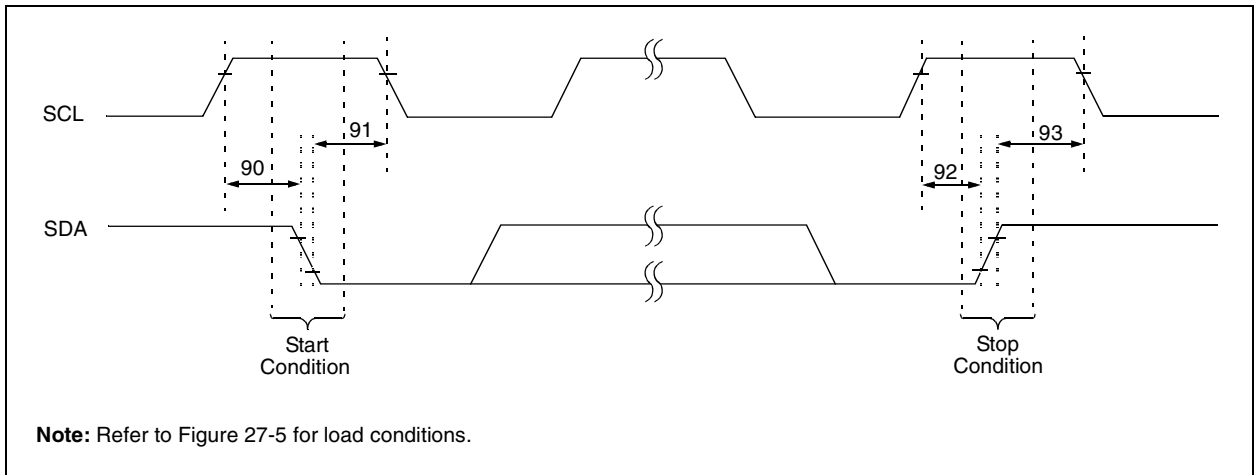 SCL
91
93
90
92
SDA
Start
Condition
Stop
Condition
Note: Refer to Figure 27-5 for load conditions.